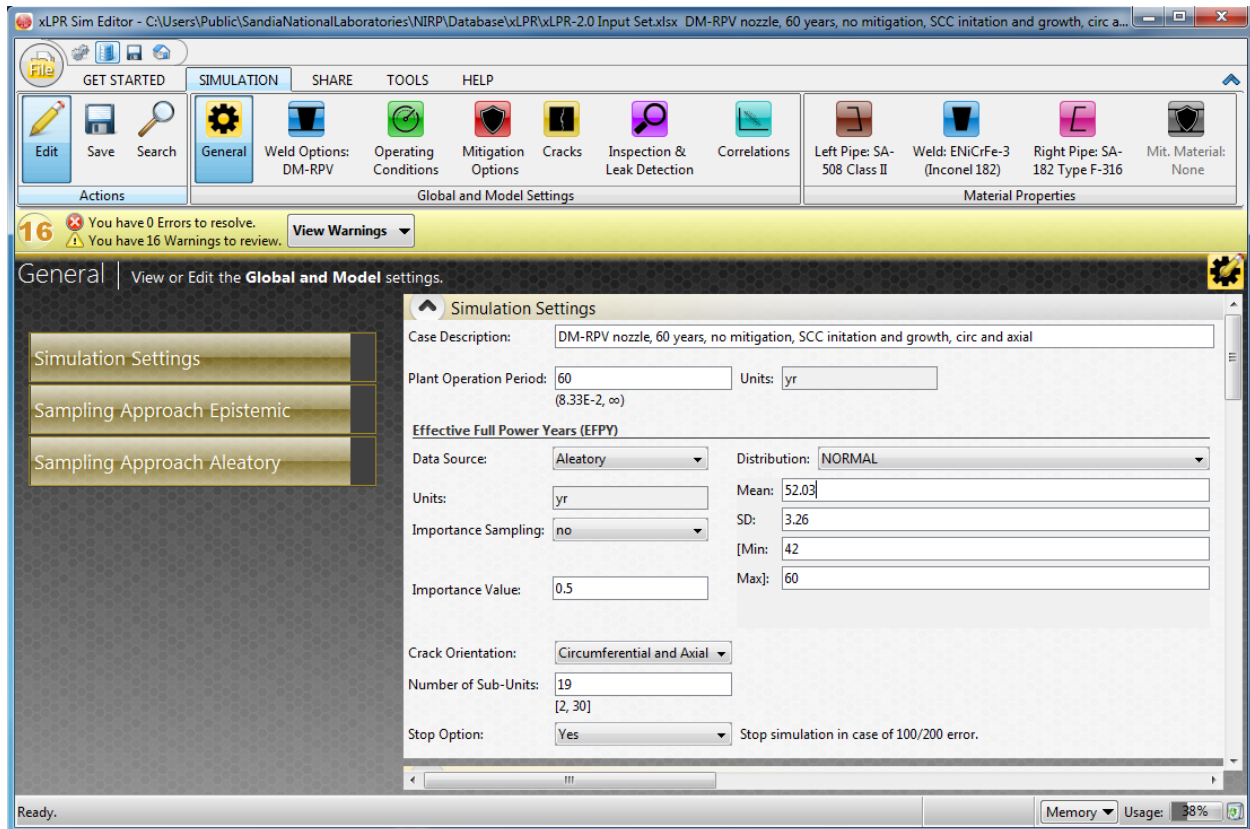 xLPR Sim Editor - C:\Users\Public\SandiaNationalLaboratories\NIRP\Database\xLPR\xLPR-2.0 Input Set.xlsx DM-RPV nozzle, 60 years, no mitigation, SCC initation and growth, circ a...
File
GET STARTED SIMULATION SHARE TOOLS HELP
Edit Save Search General Weld Options: DM-RPV Operating Conditions Mitigation Options Cracks Inspection & Leak Detection Correlations Left Pipe: SA-508 Class II Weld: ENiCrFe-3 (Inconel 182) Right Pipe: SA-182 Type F-316 Mit. Material: None
Actions Global and Model Settings Material Properties
16
You have 0 Errors to resolve.
You have 16 Warnings to review.
View Warnings
General | View or Edit the Global and Model settings.
Simulation Settings
Sampling Approach Epistemic
Sampling Approach Aleatory
Simulation Settings
Case Description: DM-RPV nozzle, 60 years, no mitigation, SCC initation and growth, circ and axial
Plant Operation Period: 60 Units: yr
(8.33E-2, ∞)
Effective Full Power Years (EFPY)
Data Source: Aleatory Distribution: NORMAL
Units: yr Mean: 52.03
Importance Sampling: no SD: 3.26
[Min: 42
Importance Value: 0.5 Max]: 60
Crack Orientation: Circumferential and Axial
Number of Sub-Units: 19
[2, 30]
Stop Option: Yes Stop simulation in case of 100/200 error.
Ready. Memory Usage: 38%